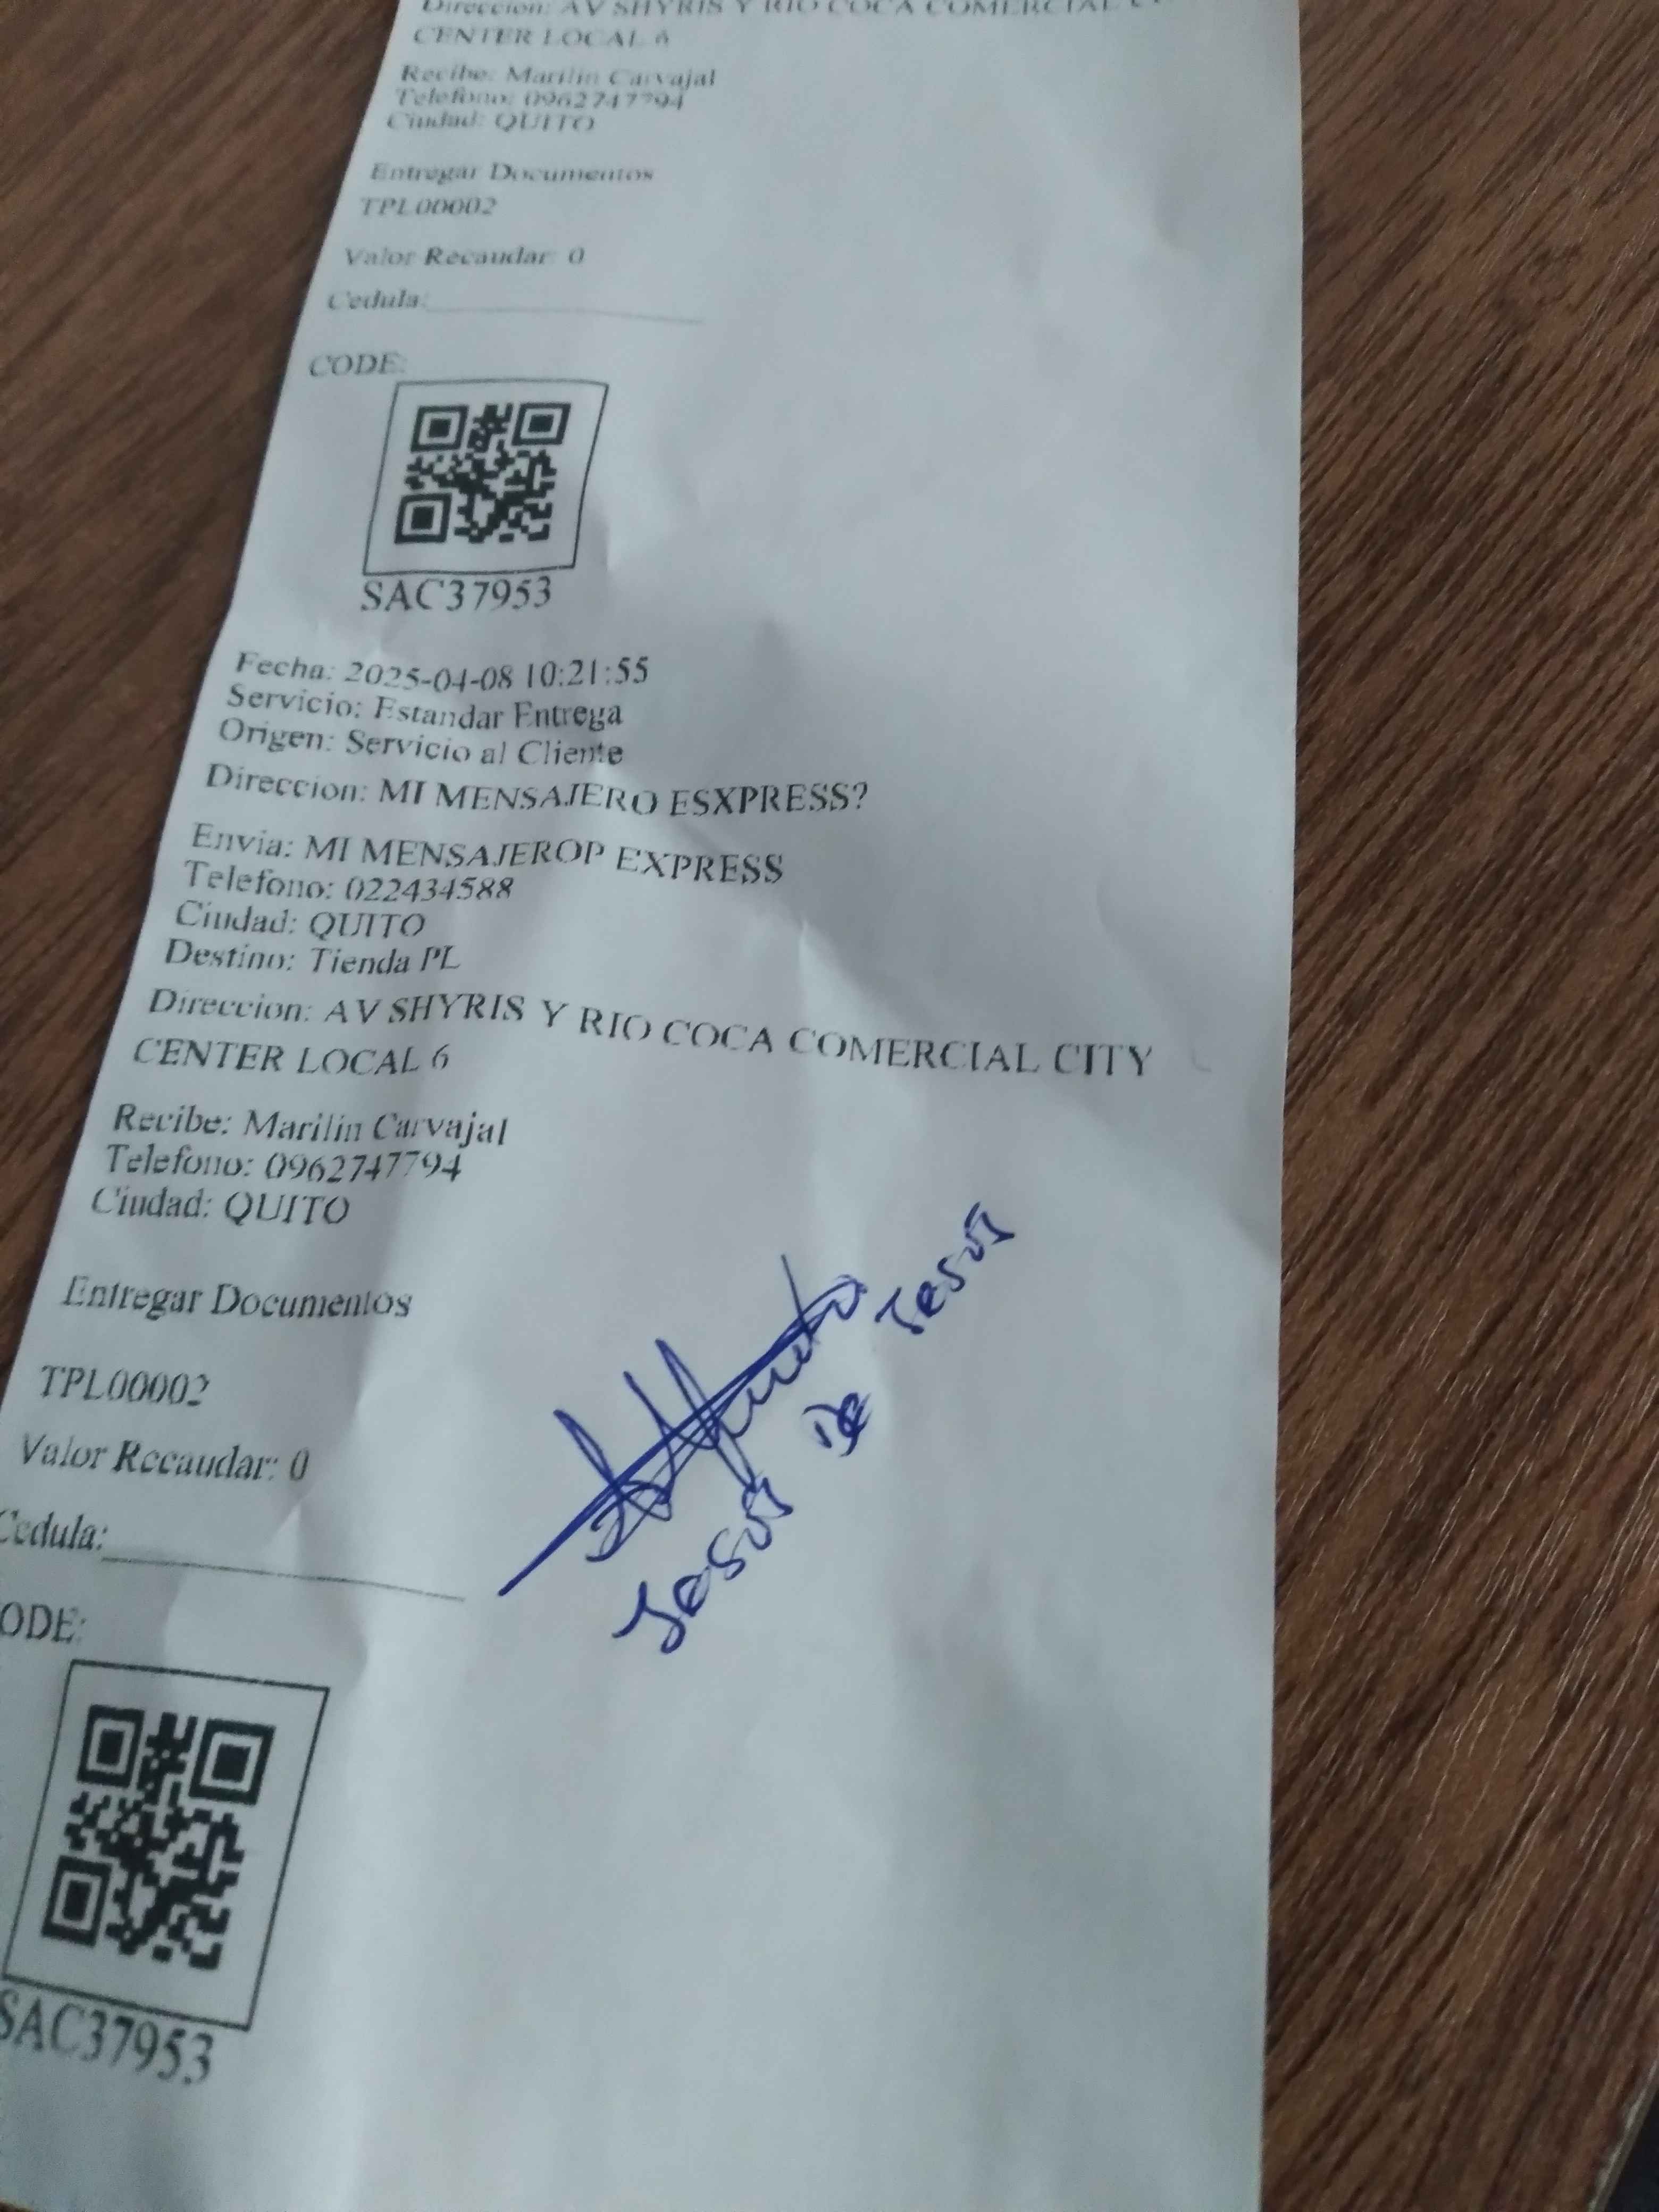 Direccion: AV SHYRIS Y RIO COCA COMERCIAL
CENTER LOCAL 6
Recibe: Marilin Carvajal
Telefono: 0962747794
Ciudad: QUITO
Entregar Documentos
TPL00002
Valor Recaudar: 0
Cedula:
CODE:
SAC37953
Fecha: 2025-04-08 10:21:55
Servicio: Estandar Entrega
Origen: Servicio al Cliente
Direccion: MI MENSAJERO ESXPRESS?
Envia: MI MENSAJEROP EXPRESS
Telefono: 022434588
Ciudad: QUITO
Destino: Tienda PL
Direccion: AV SHYRIS Y RIO COCA COMERCIAL CITY
CENTER LOCAL 6
Recibe: Marilin Carvajal
Telefono: 0962747794
Ciudad: QUITO
Entregar Documentos
TPL00002
Valor Recaudar: 0
Cedula:
Jesús De Jesús
ODE:
SAC37953